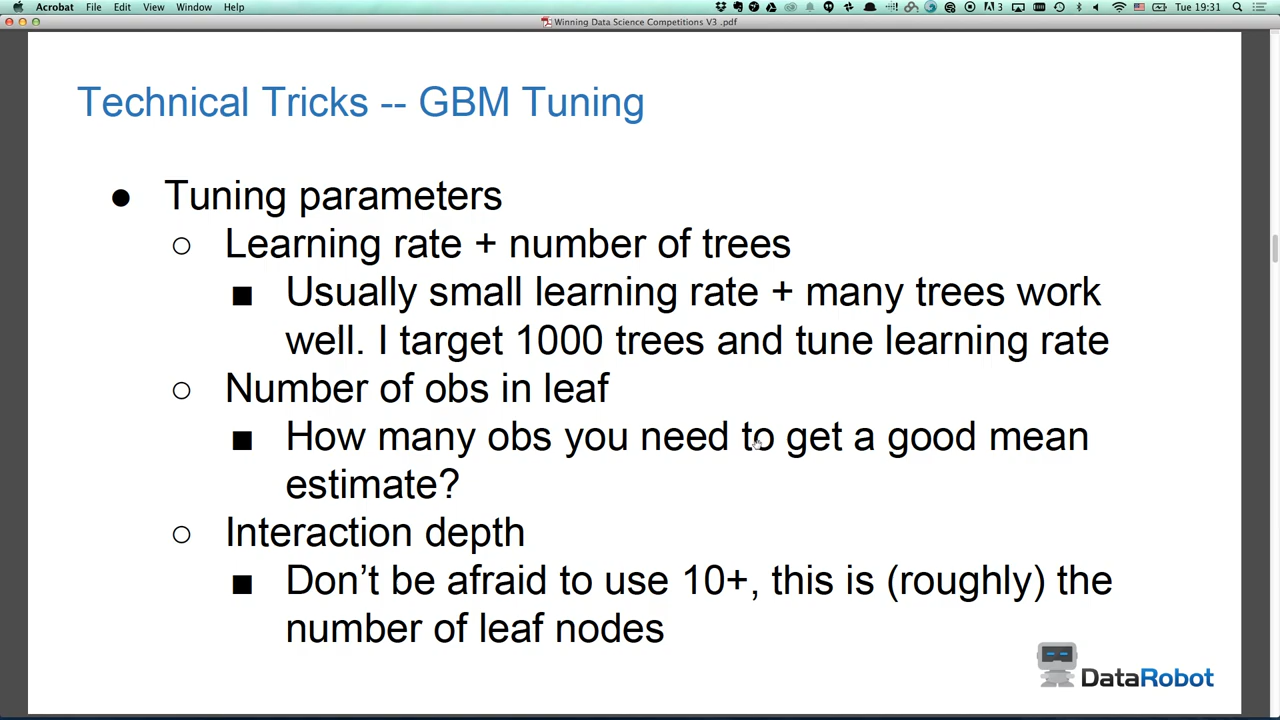 Acrobat File Edit View Window Help 3 Tue 19:31
Winning Data Science Competitions V3 .pdf
Technical Tricks -- GBM Tuning
● Tuning parameters
○ Learning rate + number of trees
■ Usually small learning rate + many trees work
well. I target 1000 trees and tune learning rate
○ Number of obs in leaf
■ How many obs you need to get a good mean
estimate?
○ Interaction depth
■ Don't be afraid to use 10+, this is (roughly) the
number of leaf nodes
DataRobot